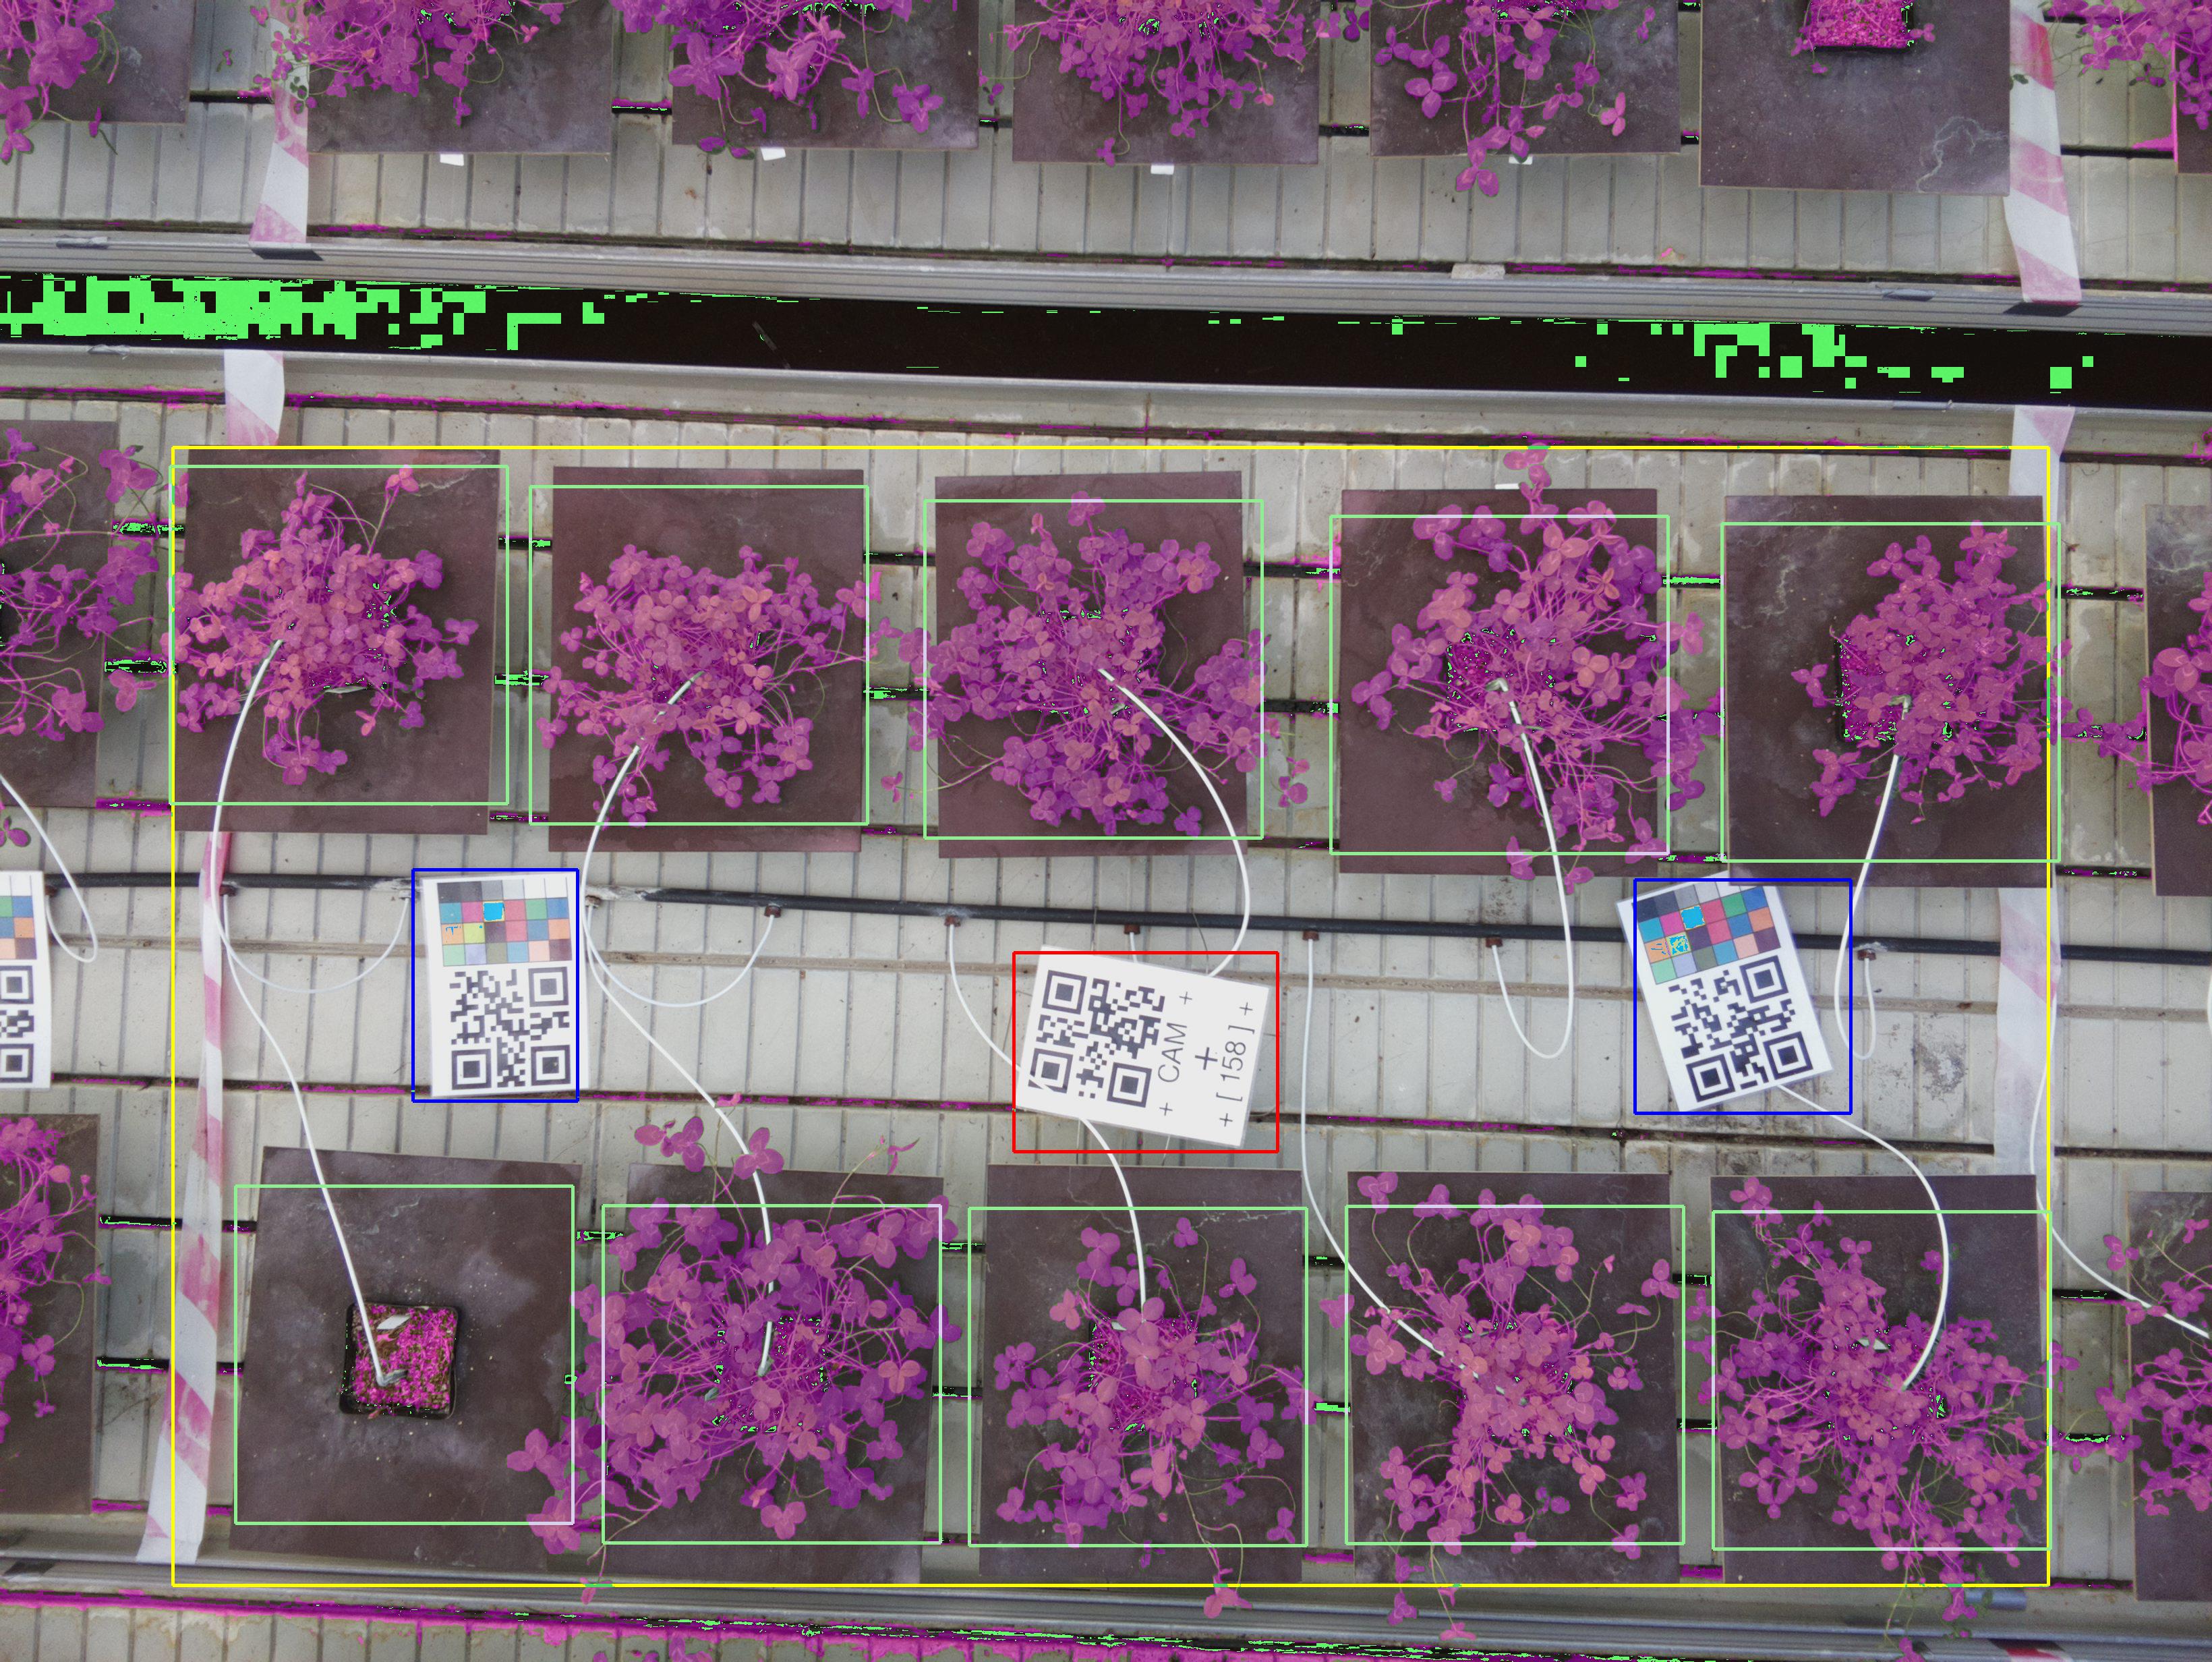 + CAM +
+
+ [ 158 ] +